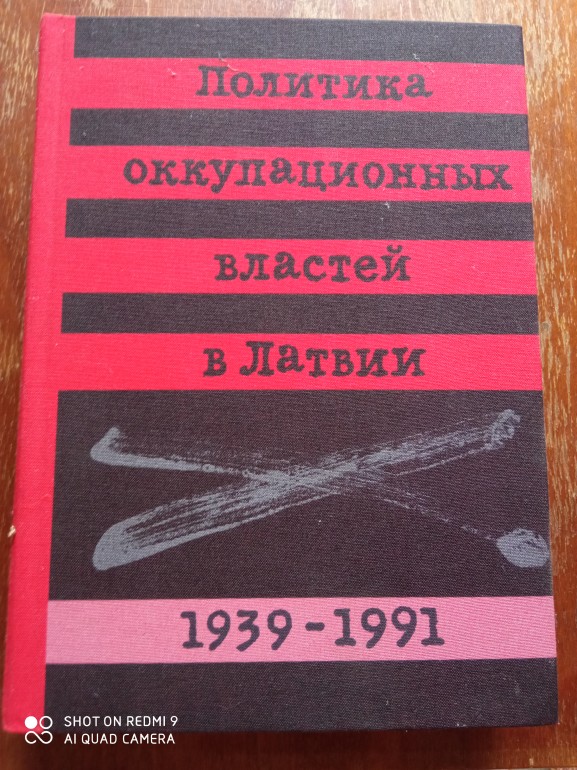 Политика
оккупационных
властей
в Латвии
1939-1991
SHOT ON REDMI 9
AI QUAD CAMERA